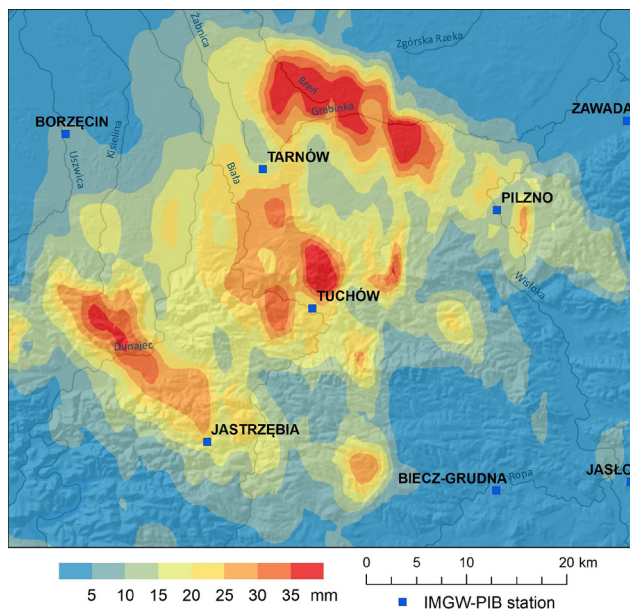 Żabnica
Zgórska Rzeka
Breń
Grabinka
ZAWADA
BORZĘCIN
Kisielina
Uszwica
TARNÓW
Biała
PILZNO
Wisłoka
TUCHÓW
Dunajec
JASTRZĘBIA
BIECZ-GRUDNA
Ropa
JASŁO
0 5 10 20 km
5 10 15 20 25 30 35 mm
IMGW-PIB station